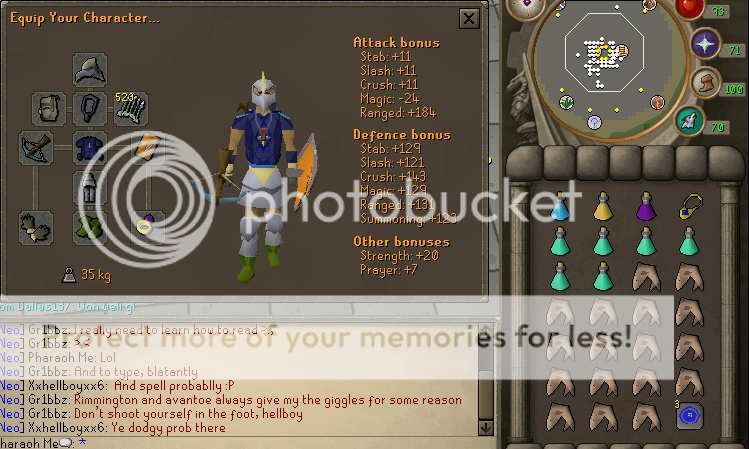 Equip Your Character...
Attack bonus
Stab: +11
Slash: +11
Crush: +11
Magic: -24
Ranged: +184
Defence bonus
Stab: +129
Slash: +121
Crush: +143
Magic: +129
Ranged: +131
Summoning: +123
Other bonuses
Strength: +20
Prayer: +7
523
35 kg
93
71
100
70
3
photobucket
Protect more of your memories for less!
Neo] Gr1bbz: I really need to learn how to read >.>
Neo] Gr1bbz: >.>
Neo] Pharaoh Me: Lol
Neo] Gr1bbz: And to type, blatantly
Neo] Xxhellboyxx6: And spell probablly :P
Neo] Gr1bbz: Rimmington and avantoe always give my the giggles for some reason
Neo] Gr1bbz: Don't shoot yourself in the foot, hellboy
Neo] Xxhellboyxx6: Ye dodgy prob there
haraoh Me: *